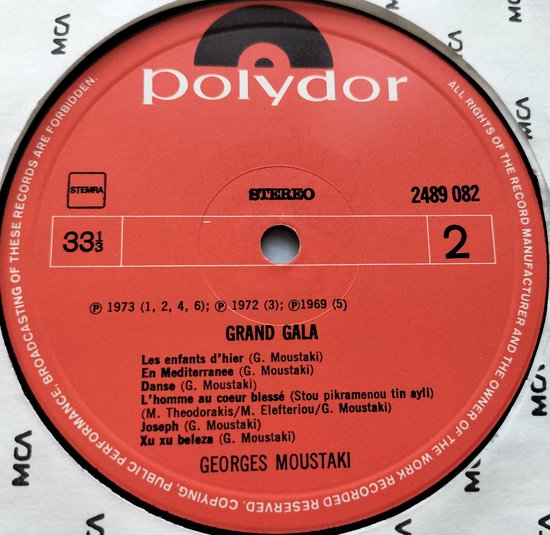 polydor
STEMRA
STEREO
2489 082
33⅓
2
Ⓟ 1973 (1, 2, 4, 6); Ⓟ 1972 (3); Ⓟ1969 (5)
GRAND GALA
Les enfants d'hier (G. Moustaki)
En Mediterranee (G. Moustaki)
Danse (G. Moustaki)
L'homme au coeur blessé (Stou pikramenou tin ayli)
(M. Theodorakis/M. Elefteriou/G. Moustaki)
Joseph (G. Moustaki)
Xu xu beleza (G. Moustaki)
GEORGES MOUSTAKI
ALL RIGHTS OF THE RECORD MANUFACTURER AND THE OWNER OF THE WORK RECORDED RESERVED. COPYING, PUBLIC PERFORMANCE, BROADCASTING OF THESE RECORDS ARE FORBIDDEN.
MCA
MCA
MCA
MCA
MCA
MCA